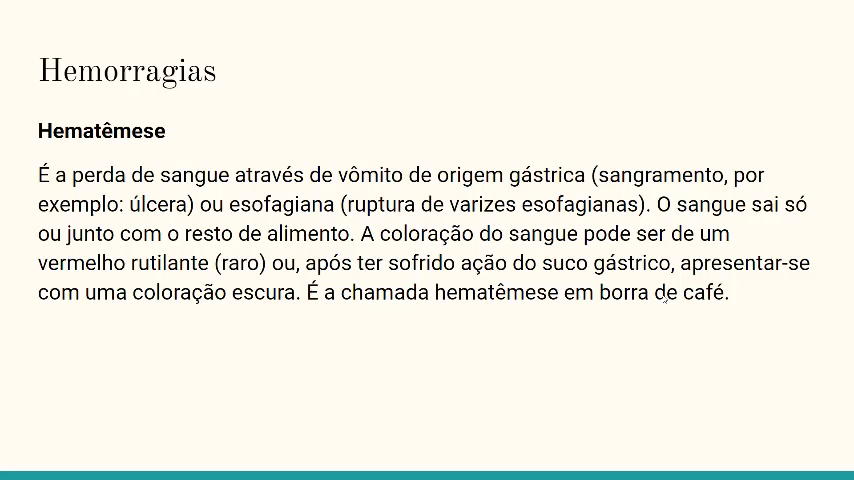 Hemorragias
Hematêmese
É a perda de sangue através de vômito de origem gástrica (sangramento, por
exemplo: úlcera) ou esofagiana (ruptura de varizes esofagianas). O sangue sai só
ou junto com o resto de alimento. A coloração do sangue pode ser de um
vermelho rutilante (raro) ou, após ter sofrido ação do suco gástrico, apresentar-se
com uma coloração escura. É a chamada hematêmese em borra de café.